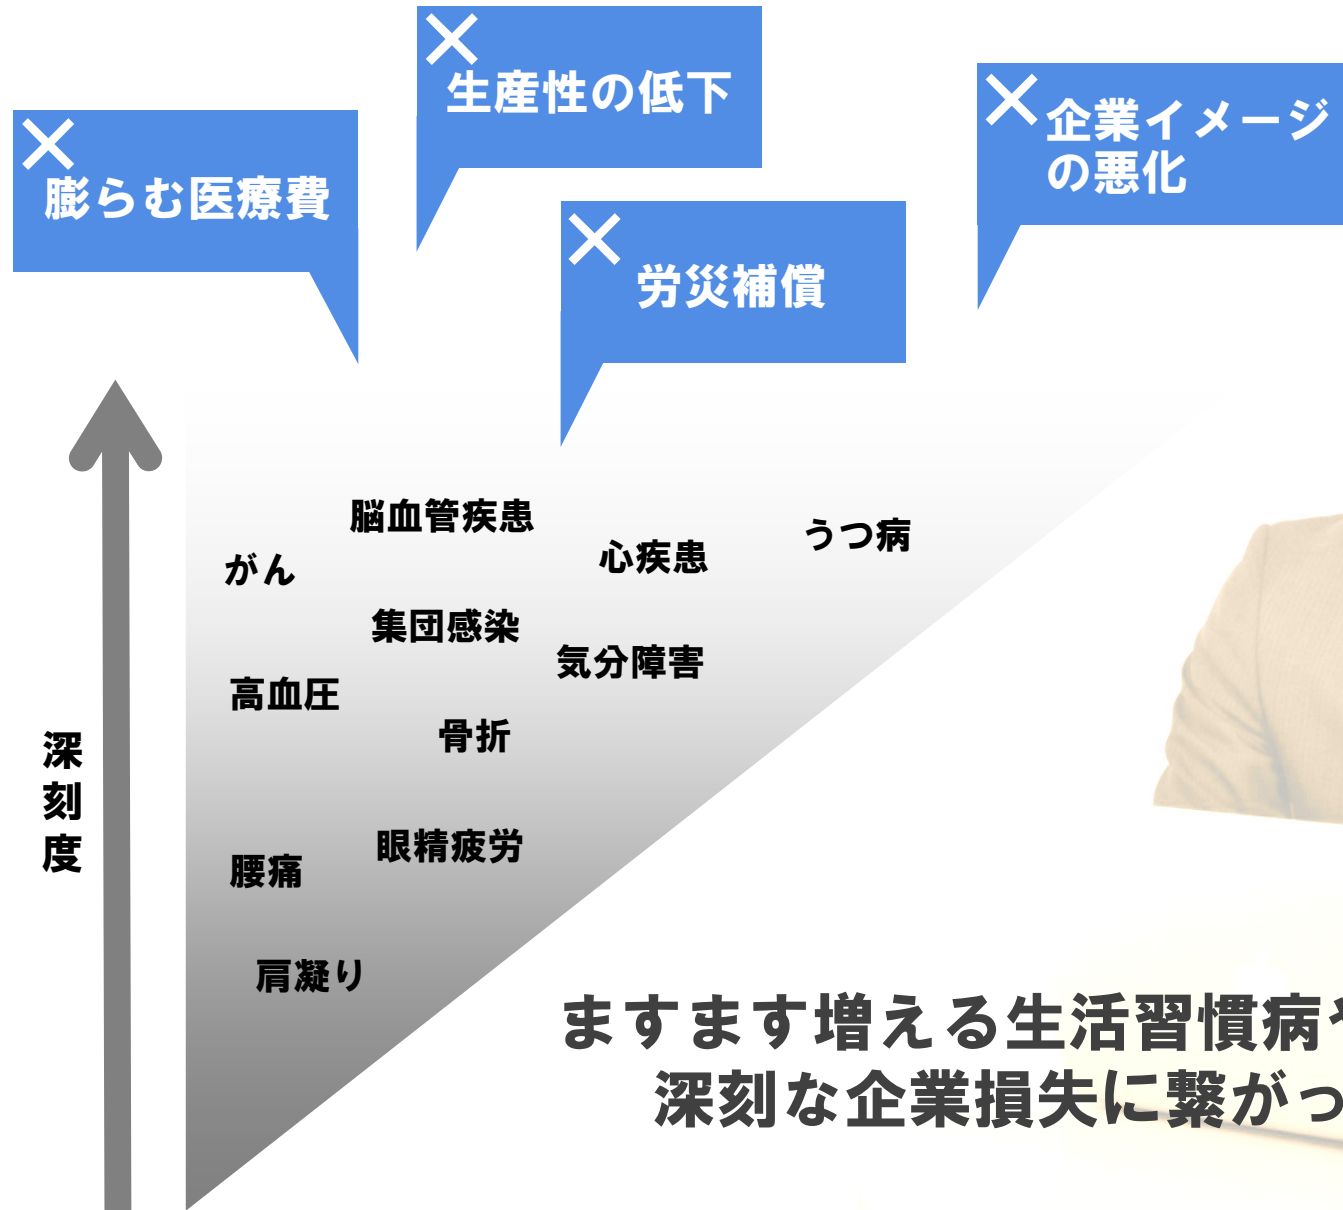 生産性の低下
企業イメージ
の悪化
膨らむ医療費
労災補償
脳血管疾患
うつ病
心疾患
がん
集団感染
気分障害
高血圧
骨折
深刻度
眼精疲労
腰痛
肩凝り
ますます増える生活習慣病
深刻な企業損失に繋がっ